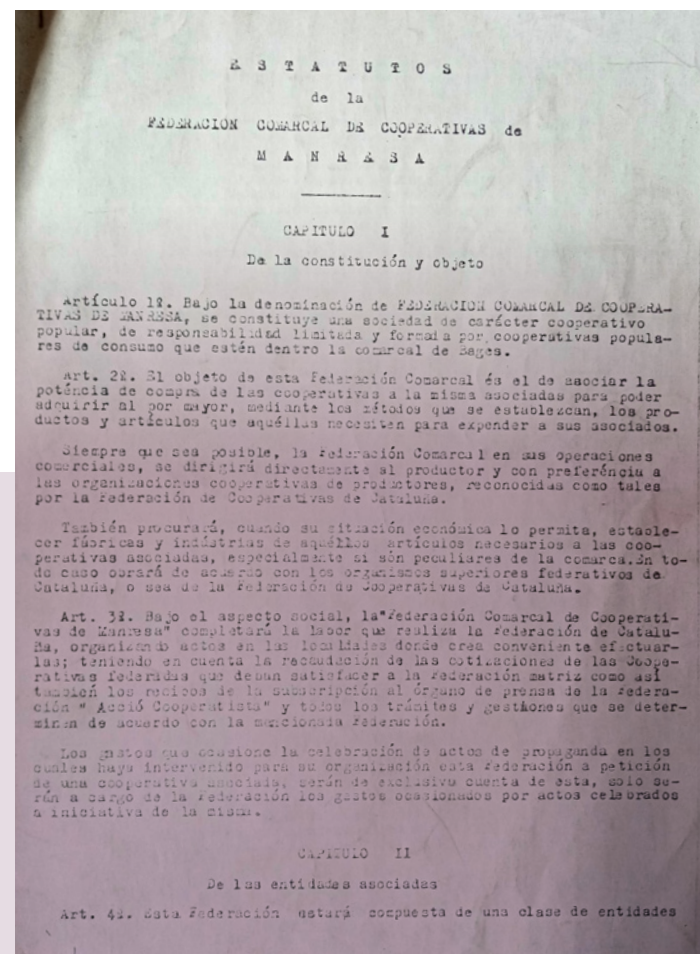 E S T A T U T O S
de la
FEDERACION COMARCAL DE COOPERATIVAS de
M A N R E S A
CAPITULO I
De la constitución y objeto
Artículo 1º. Bajo la denominación de FEDERACION COMARCAL DE COOPERA-
TIVAS DE MANRESA, se constituye una sociedad de carácter cooperativo
popular, de responsabilidad limitada y formada por cooperativas popula-
res de consumo que estén dentro la comarcal de Bages.
Art. 2º. El objeto de esta Federación Comarcal és el de asociar la
poténcia de compra de las cooperativas a la misma asociadas para poder
adquirir al por mayor, mediante los métodos que se establezcan, los pro-
ductos y artículos que aquéllas necesiten para expender a sus asociados.
Siempre que sea posible, la Federación Comarcal en sus operaciones
comerciales, se dirigirá directamente al productor y con preferéncia a
las organizaciones cooperativas de productores, reconocidas como tales
por la Federación de Cooperativas de Cataluña.
También procurará, cuando su sitación económica lo permita, estable-
cer fábricas y indústrias de aquéllos artículos necesarios a las coo-
perativas asociadas, especialmente si són peculiares de la comarca.En to-
do caso obrará de acuerdo con los organismos superiores federativos de
Cataluña, o sea de la Federación de Cooperativas de Cataluña.
Art. 3º. Bajo el aspecto social, la"Federación Comarcal de Cooperati-
vas de Manresa" completará la labor que realiza la Federación de Catalu-
ña, organizando actos en las localidades donde crea conveniente efectuar-
las; teniendo en cuenta la recaudación de las cotizaciones de las Coope-
rativas federadas que deban satisfacer a la Federación matriz como así
también los recibos de la subscripción al órgano de prensa de la Federa-
ción " Acció Cooperatista" y todos los trámites y gestiones que se deter-
minen de acuerdo con la mencionada Federación.
Los gastos que ocasione la celebración de actos de propaganda en los
cuales haya intervenido para su organización esta Federación a petición
de una cooperativa asociada, serán de exclusiva cuenta de esta, solo se-
rán a cargo de la Federación los gastos ocasionados por actos celebrados
a iniciativa de la misma.
CAPITULO II
De las entidades asociadas
Art. 4º. Esta Federación estará compuesta de una clase de entidades